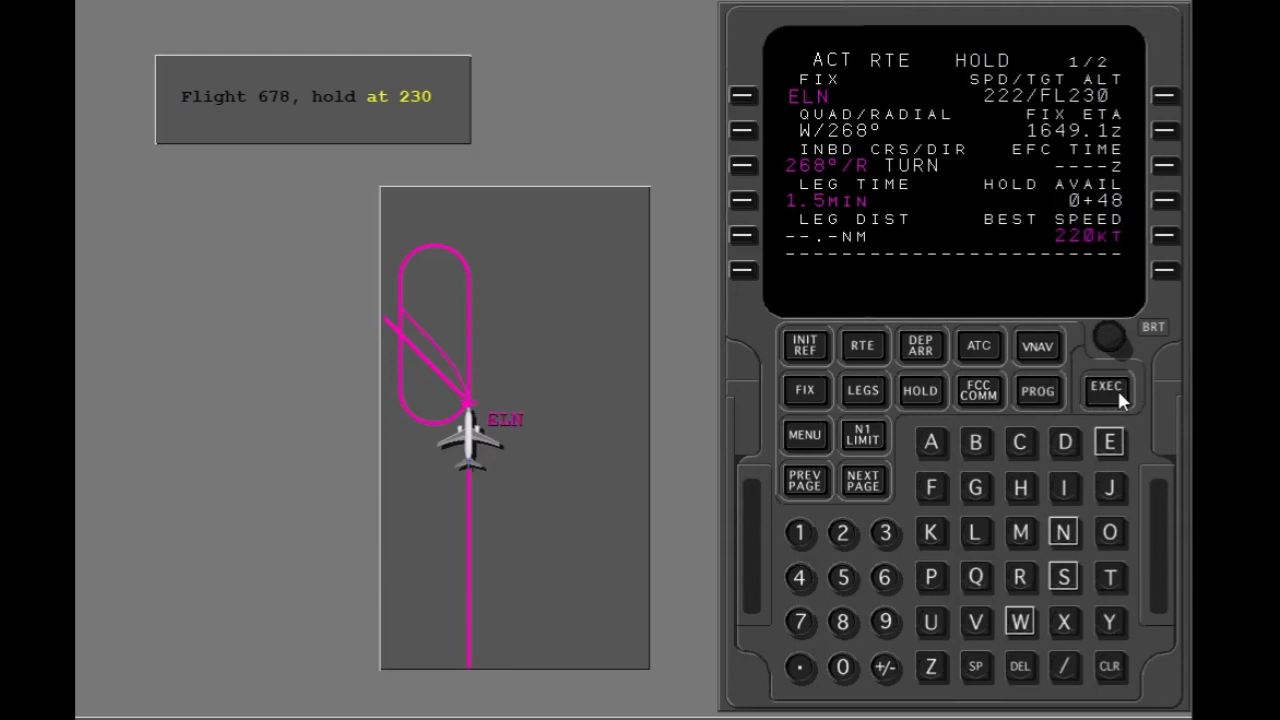 Flight 678, hold at 230
ELN
ACT RTE HOLD 1/2
FIX SPD/TGT ALT
ELN 222/FL230
QUAD/RADIAL FIX ETA
W/268° 1649.1z
INBD CRS/DIR EFC TIME
268°/R TURN ----z
LEG TIME HOLD AVAIL
1.5MIN 0+48
LEG DIST BEST SPEED
--.-NM 220KT
------------------------
BRT
INIT REF RTE DEP ARR ATC VNAV
FIX LEGS HOLD FCC COMM PROG EXEC
MENU N1 LIMIT
PREV PAGE NEXT PAGE
A B C D E
F G H I J
1 2 3 K L M N O
4 5 6 P Q R S T
7 8 9 U V W X Y
. 0 +/- Z SP DEL / CLR